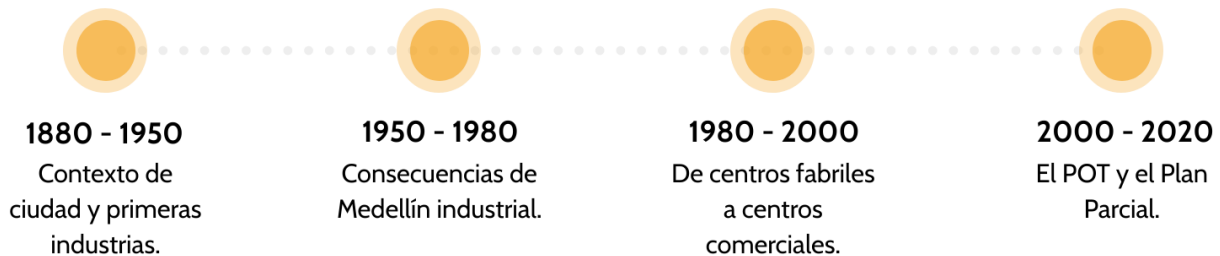 1880 - 1950
Contexto de
ciudad y primeras
industrias.
1950 - 1980
Consecuencias de
Medellín industrial.
1980 - 2000
De centros fabriles
a centros
comerciales.
2000 - 2020
El POT y el Plan
Parcial.